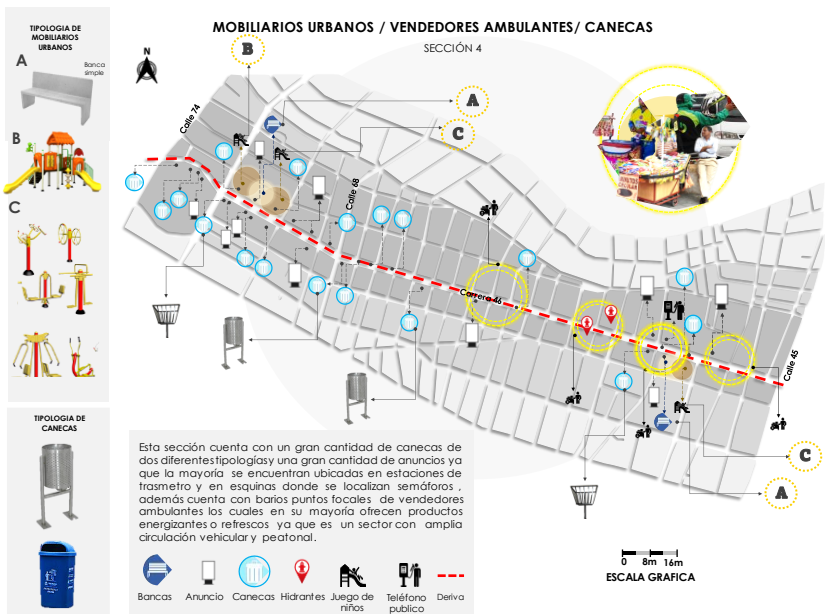 MOBILIARIOS URBANOS / VENDEDORES AMBULANTES/ CANECAS
SECCIÓN 4
TIPOLOGIA DE
MOBILIARIOS
URBANOS
A
Banca
simple
B
C
TIPOLOGIA DE
CANECAS
N
B
A
C
Calle 74
Calle 68
Carrera 46
Calle 45
C
A
Esta sección cuenta con un gran cantidad de canecas de
dos diferentes tipologías y una gran cantidad de anuncios ya
que la mayoría se encuentran ubicadas en estaciones de
trasmetro y en esquinas donde se localizan semáforos ,
además cuenta con barios puntos focales de vendedores
ambulantes los cuales en su mayoría ofrecen productos
energizantes o refrescos ya que es un sector con amplia
circulación vehicular y peatonal.
Bancas
Anuncio
Canecas
Hidrantes
Juego de
niños
Teléfono
publico
Deriva
0 8m 16m
ESCALA GRAFICA